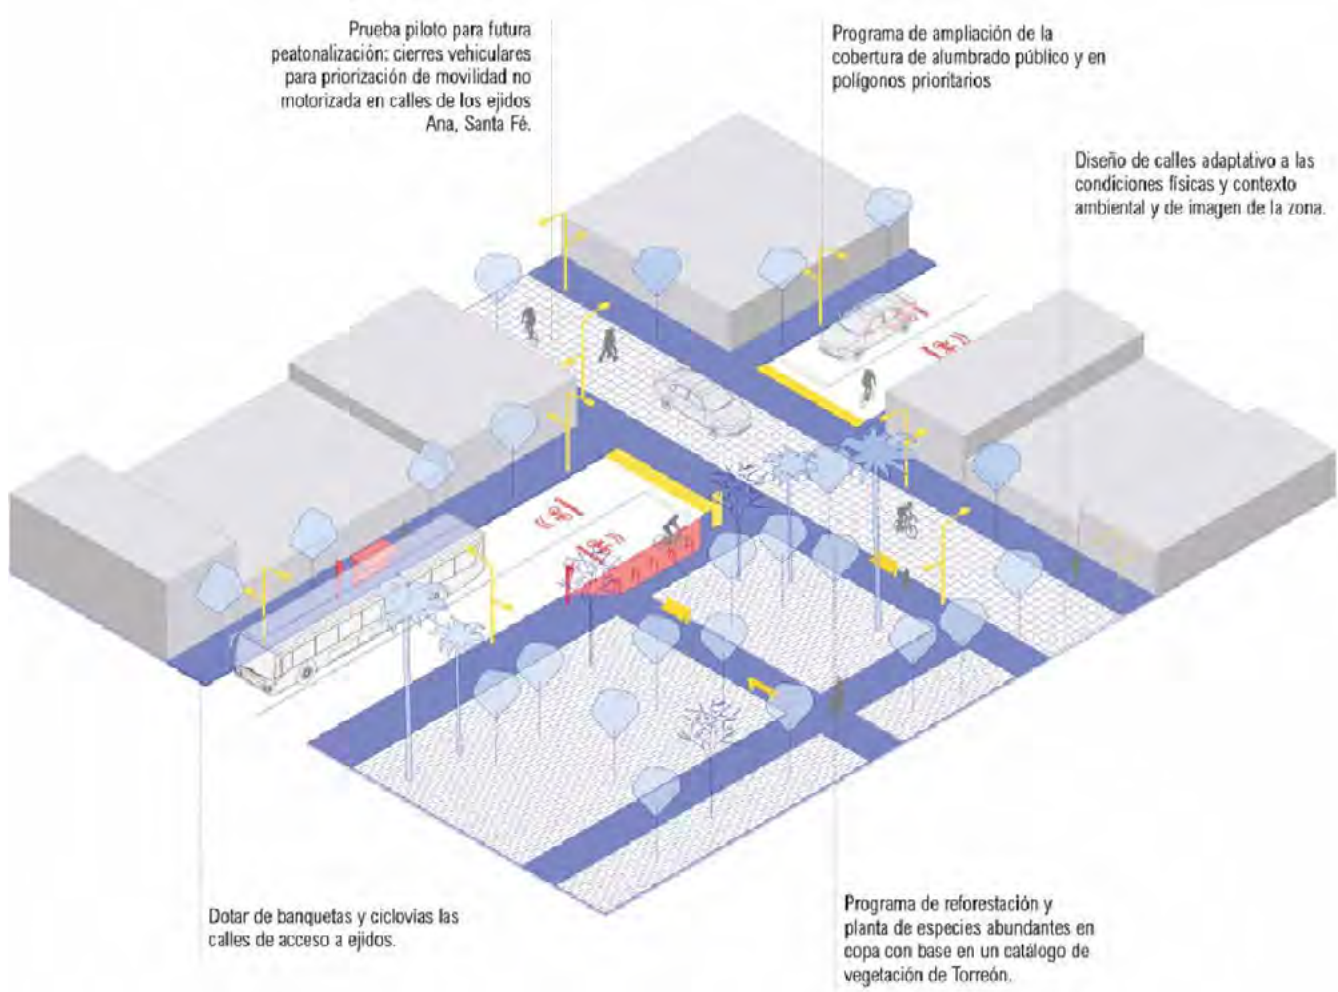 Prueba piloto para futura
peatonalización: cierres vehiculares
para priorización de movilidad no
motorizada en calles de los ejidos
Ana, Santa Fé.
Programa de ampliación de la
cobertura de alumbrado público y en
polígonos prioritarios
Diseño de calles adaptativo a las
condiciones físicas y contexto
ambiental y de imagen de la zona.
Dotar de banquetas y ciclovías las
calles de acceso a ejidos.
Programa de reforestación y
planta de especies abundantes en
copa con base en un catálogo de
vegetación de Torreón.